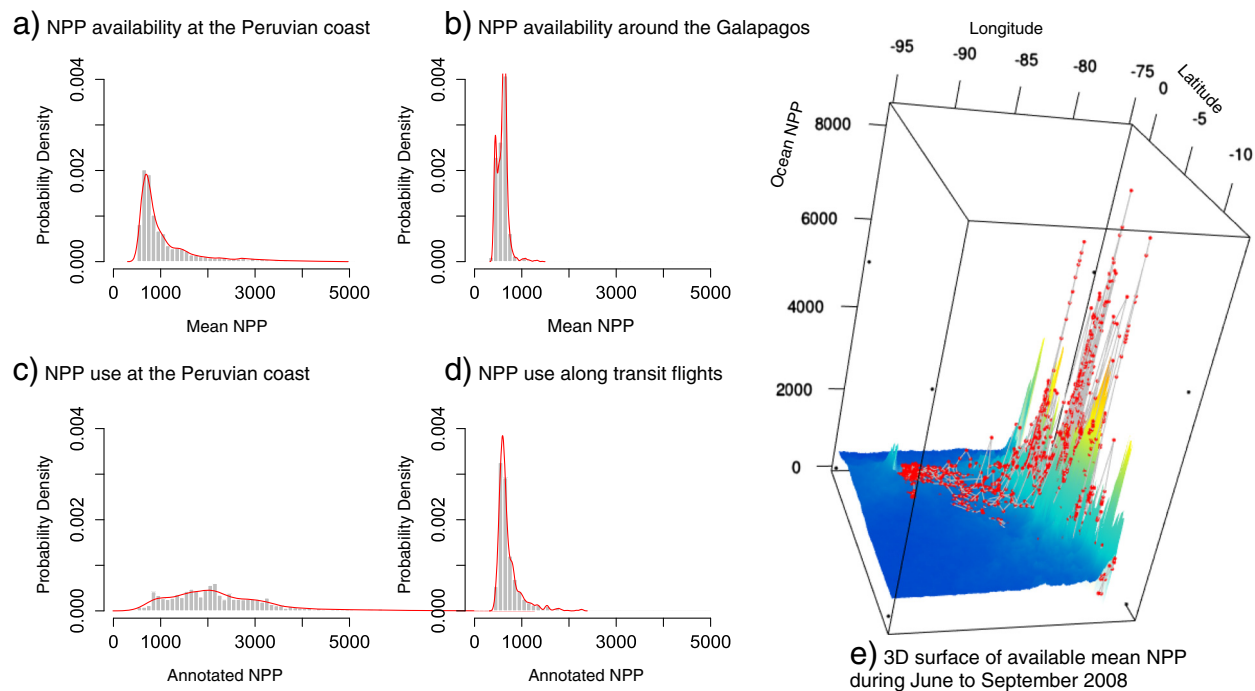 a) NPP availability at the Peruvian coast
Probability Density
0.000
0.002
0.004
0
1000
3000
5000
Mean NPP
b) NPP availability around the Galapagos
Probability Density
0.000
0.002
0.004
0
1000
3000
5000
Mean NPP
c) NPP use at the Peruvian coast
Probability Density
0.000
0.002
0.004
0
1000
3000
5000
Annotated NPP
d) NPP use along transit flights
Probability Density
0.000
0.002
0.004
0
1000
3000
5000
Annotated NPP
Longitude
-95
-90
-85
-80
-75
Latitude
0
-5
-10
Ocean NPP
8000
6000
4000
2000
0
e) 3D surface of available mean NPP
during June to September 2008